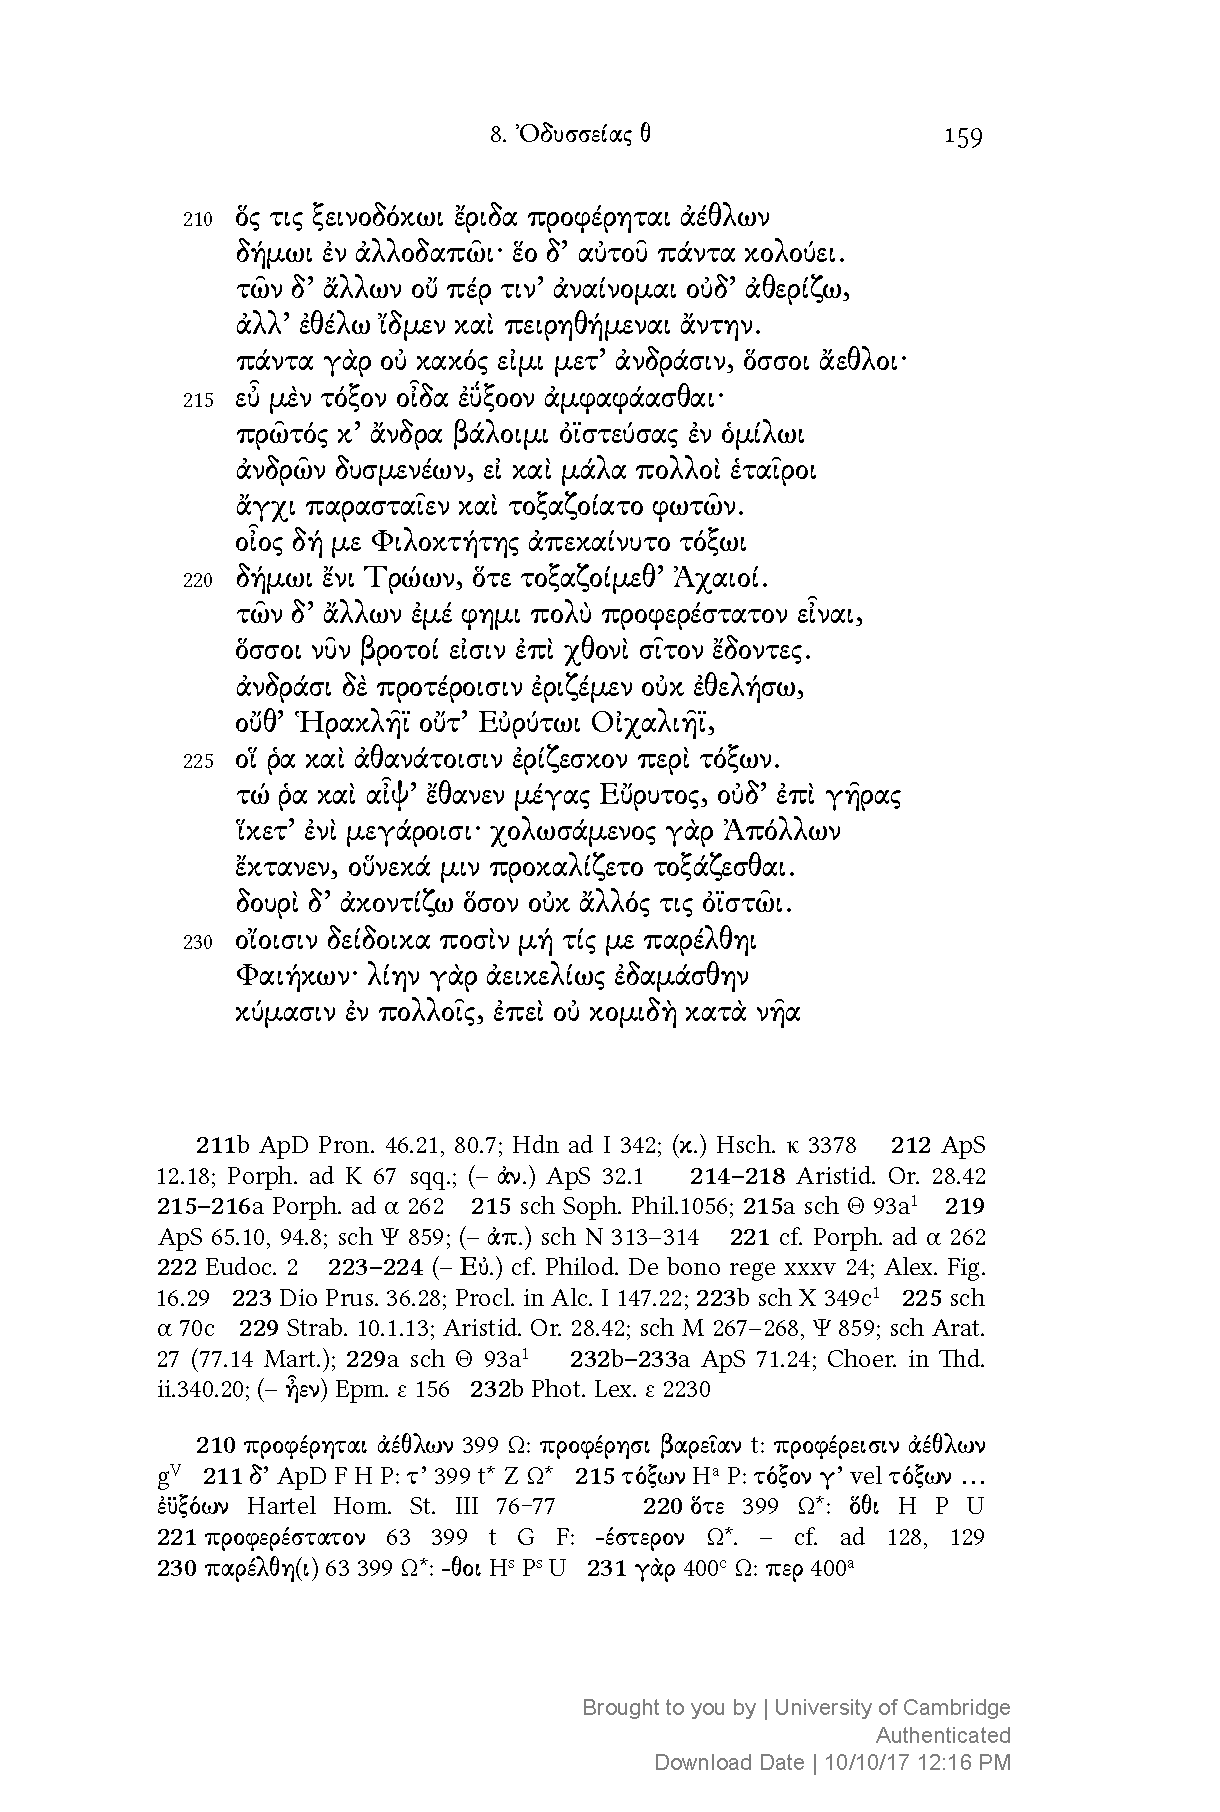 8. Ὀδυσσείας θ 159
210 ὅς τις ξεινοδόκωι ἔριδα προφέρηται ἀέθλων
δήμωι ἐν ἀλλοδαπῶι· ἕο δ’ αὐτοῦ πάντα κολούει.
τῶν δ’ ἄλλων οὔ πέρ τιν’ ἀναίνομαι οὐδ’ ἀθερίζω,
ἀλλ’ ἐθέλω ἴδμεν καὶ πειρηθήμεναι ἄντην.
πάντα γὰρ οὐ κακός εἰμι μετ’ ἀνδράσιν, ὅσσοι ἄεθλοι·
215 εὖ μὲν τόξον οἶδα ἐΰξοον ἀμφαφάασθαι·
πρῶτός κ’ ἄνδρα βάλοιμι ὀϊστεύσας ἐν ὁμίλωι
ἀνδρῶν δυσμενέων, εἰ καὶ μάλα πολλοὶ ἑταῖροι
ἄγχι παρασταῖεν καὶ τοξαζοίατο φωτῶν.
οἶος δή με Φιλοκτήτης ἀπεκαίνυτο τόξωι
220 δήμωι ἔνι Τρώων, ὅτε τοξαζοίμεθ’ Ἀχαιοί.
τῶν δ’ ἄλλων ἐμέ φημι πολὺ προφερέστατον εἶναι,
ὅσσοι νῦν βροτοί εἰσιν ἐπὶ χθονὶ σῖτον ἔδοντες.
ἀνδράσι δὲ προτέροισιν ἐριζέμεν οὐκ ἐθελήσω,
οὔθ’ Ἡρακλῆϊ οὔτ’ Εὐρύτωι Οἰχαλιῆϊ,
225 οἵ ῥα καὶ ἀθανάτοισιν ἐρίζεσκον περὶ τόξων.
τώ ῥα καὶ αἶψ’ ἔθανεν μέγας Εὔρυτος, οὐδ’ ἐπὶ γῆρας
ἵκετ’ ἐνὶ μεγάροισι· χολωσάμενος γὰρ Ἀπόλλων
ἔκτανεν, οὕνεκά μιν προκαλίζετο τοξάζεσθαι.
δουρὶ δ’ ἀκοντίζω ὅσον οὐκ ἄλλός τις ὀϊστῶι.
230 οἴοισιν δείδοικα ποσὶν μή τίς με παρέλθηι
Φαιήκων· λίην γὰρ ἀεικελίως ἐδαμάσθην
κύμασιν ἐν πολλοῖς, ἐπεὶ οὐ κομιδὴ κατὰ νῆα
211b ApD Pron. 46.21, 80.7; Hdn ad I 342; (κ.) Hsch. κ 3378 212 ApS
12.18; Porph. ad K 67 sqq.; (– ἀν.) ApS 32.1 214–218 Aristid. Or. 28.42
215–216a Porph. ad α 262 215 sch Soph. Phil.1056; 215a sch Θ 93a¹ 219
ApS 65.10, 94.8; sch Ψ 859; (– ἀπ.) sch N 313–314 221 cf. Porph. ad α 262
222 Eudoc. 2 223–224 (– Εὐ.) cf. Philod. De bono rege xxxv 24; Alex. Fig.
16.29 223 Dio Prus. 36.28; Procl. in Alc. I 147.22; 223b sch X 349c¹ 225 sch
α 70c 229 Strab. 10.1.13; Aristid. Or. 28.42; sch M 267–268, Ψ 859; sch Arat.
27 (77.14 Mart.); 229a sch Θ 93a¹ 232b–233a ApS 71.24; Choer. in Thd.
ii.340.20; (– ἦεν) Epm. ε 156 232b Phot. Lex. ε 2230
210 προφέρηται ἀέθλων 399 Ω: προφέρησι βαρεῖαν t: προφέρεισιν ἀέθλων
gⱽ 211 δ’ ApD F H P: τ’ 399 t* Z Ω* 215 τόξων Hᵃ P: τόξον γ’ vel τόξων …
ἐϋξόων Hartel Hom. St. III 76–77 220 ὅτε 399 Ω*: ὅθι H P U
221 προφερέστατον 63 399 t G F: -έστερον Ω*. – cf. ad 128, 129
230 παρέλθη(ι) 63 399 Ω*: -θοι Hˢ Pˢ U 231 γὰρ 400ᶜ Ω: περ 400ᵃ
Brought to you by | University of Cambridge
Authenticated
Download Date | 10/10/17 12:16 PM